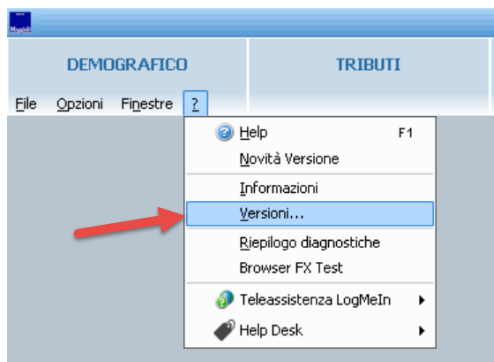 DEMOGRAFICO TRIBUTI
File Opzioni Finestre ?
Help F1
Novità Versione
Informazioni
Versioni...
Riepilogo diagnostiche
Browser FX Test
Teleassistenza LogMeIn
Help Desk